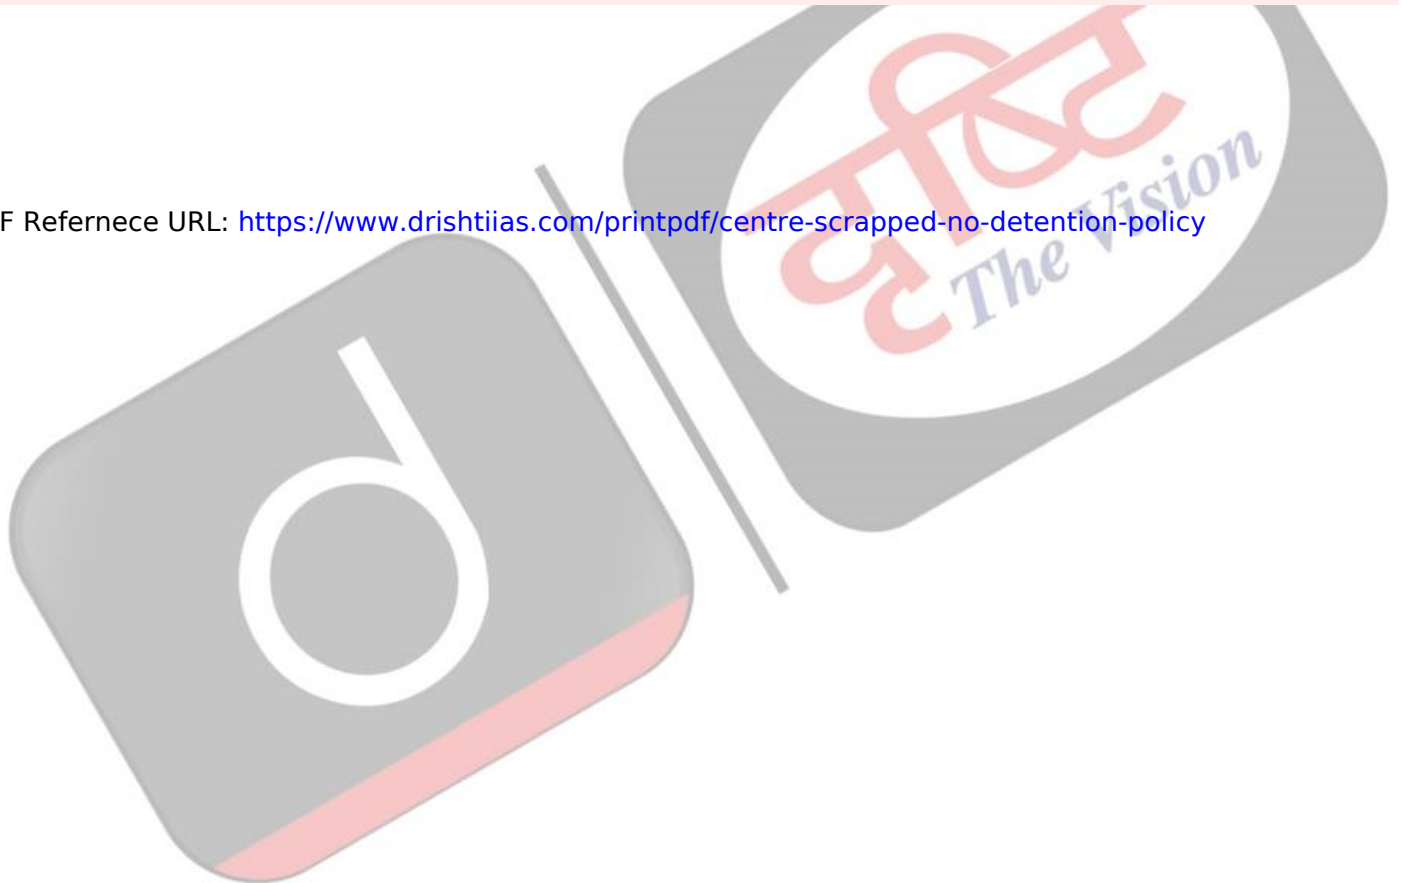 दृष्टि
The Vision
F Refernece URL: https://www.drishtiias.com/printpdf/centre-scrapped-no-detention-policy
d